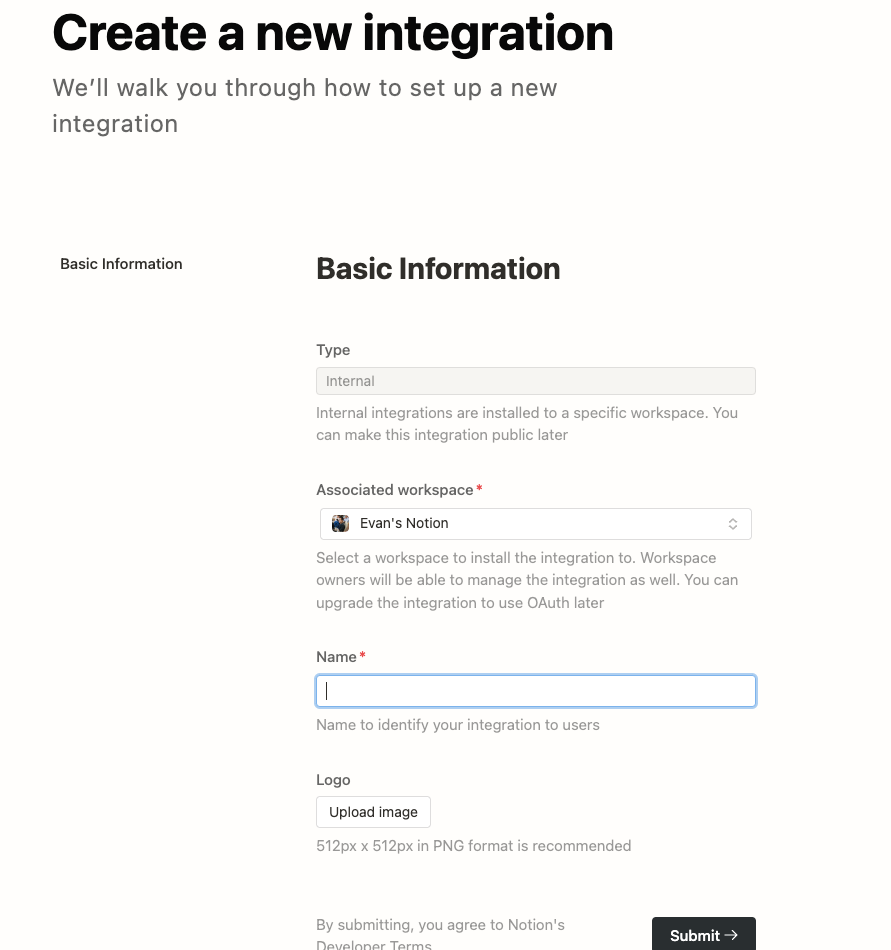 Create a new integration
We’ll walk you through how to set up a new
integration
Basic Information
Basic Information
Type
Internal
Internal integrations are installed to a specific workspace. You
can make this integration public later
Associated workspace*
Evan's Notion
Select a workspace to install the integration to. Workspace
owners will be able to manage the integration as well. You can
upgrade the integration to use OAuth later
Name*
Name to identify your integration to users
Logo
Upload image
512px x 512px in PNG format is recommended
By submitting, you agree to Notion's
Developer Terms
Submit →